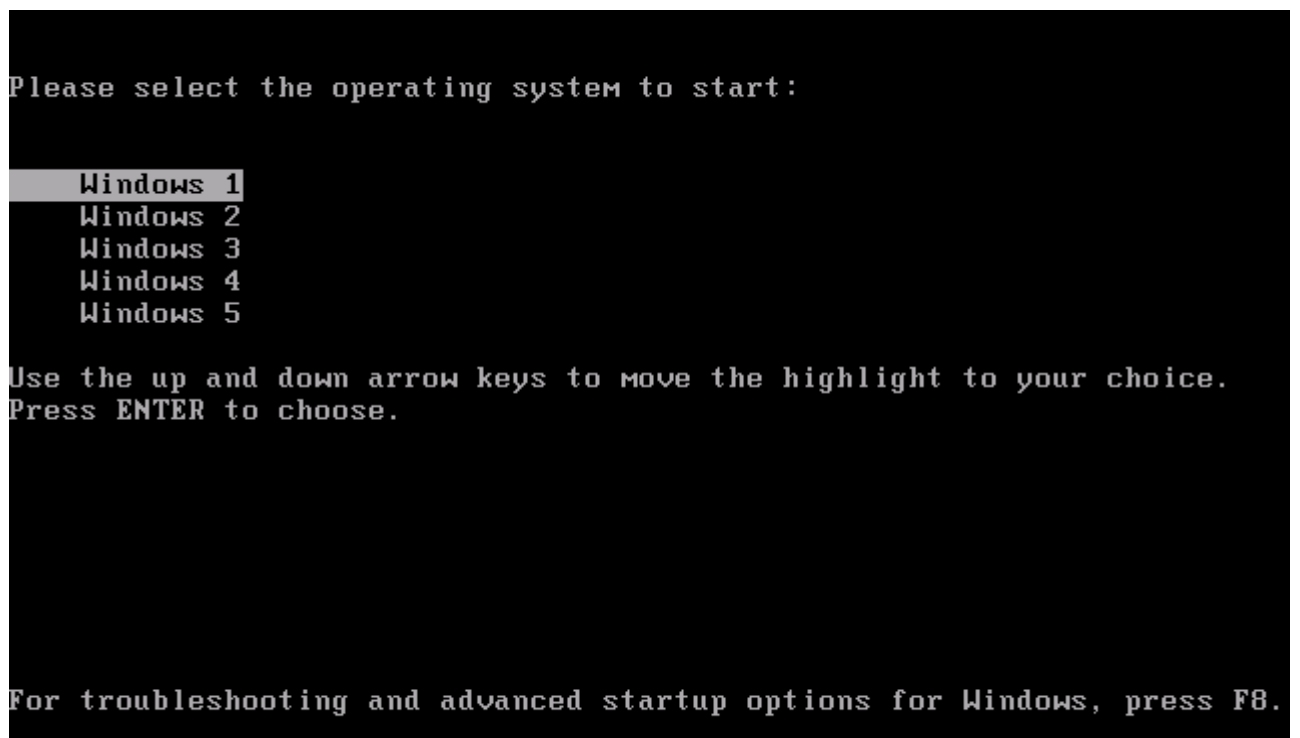 Please select the operating system to start:
Windows 1
Windows 2
Windows 3
Windows 4
Windows 5
Use the up and down arrow keys to move the highlight to your choice.
Press ENTER to choose.
For troubleshooting and advanced startup options for Windows, press F8.